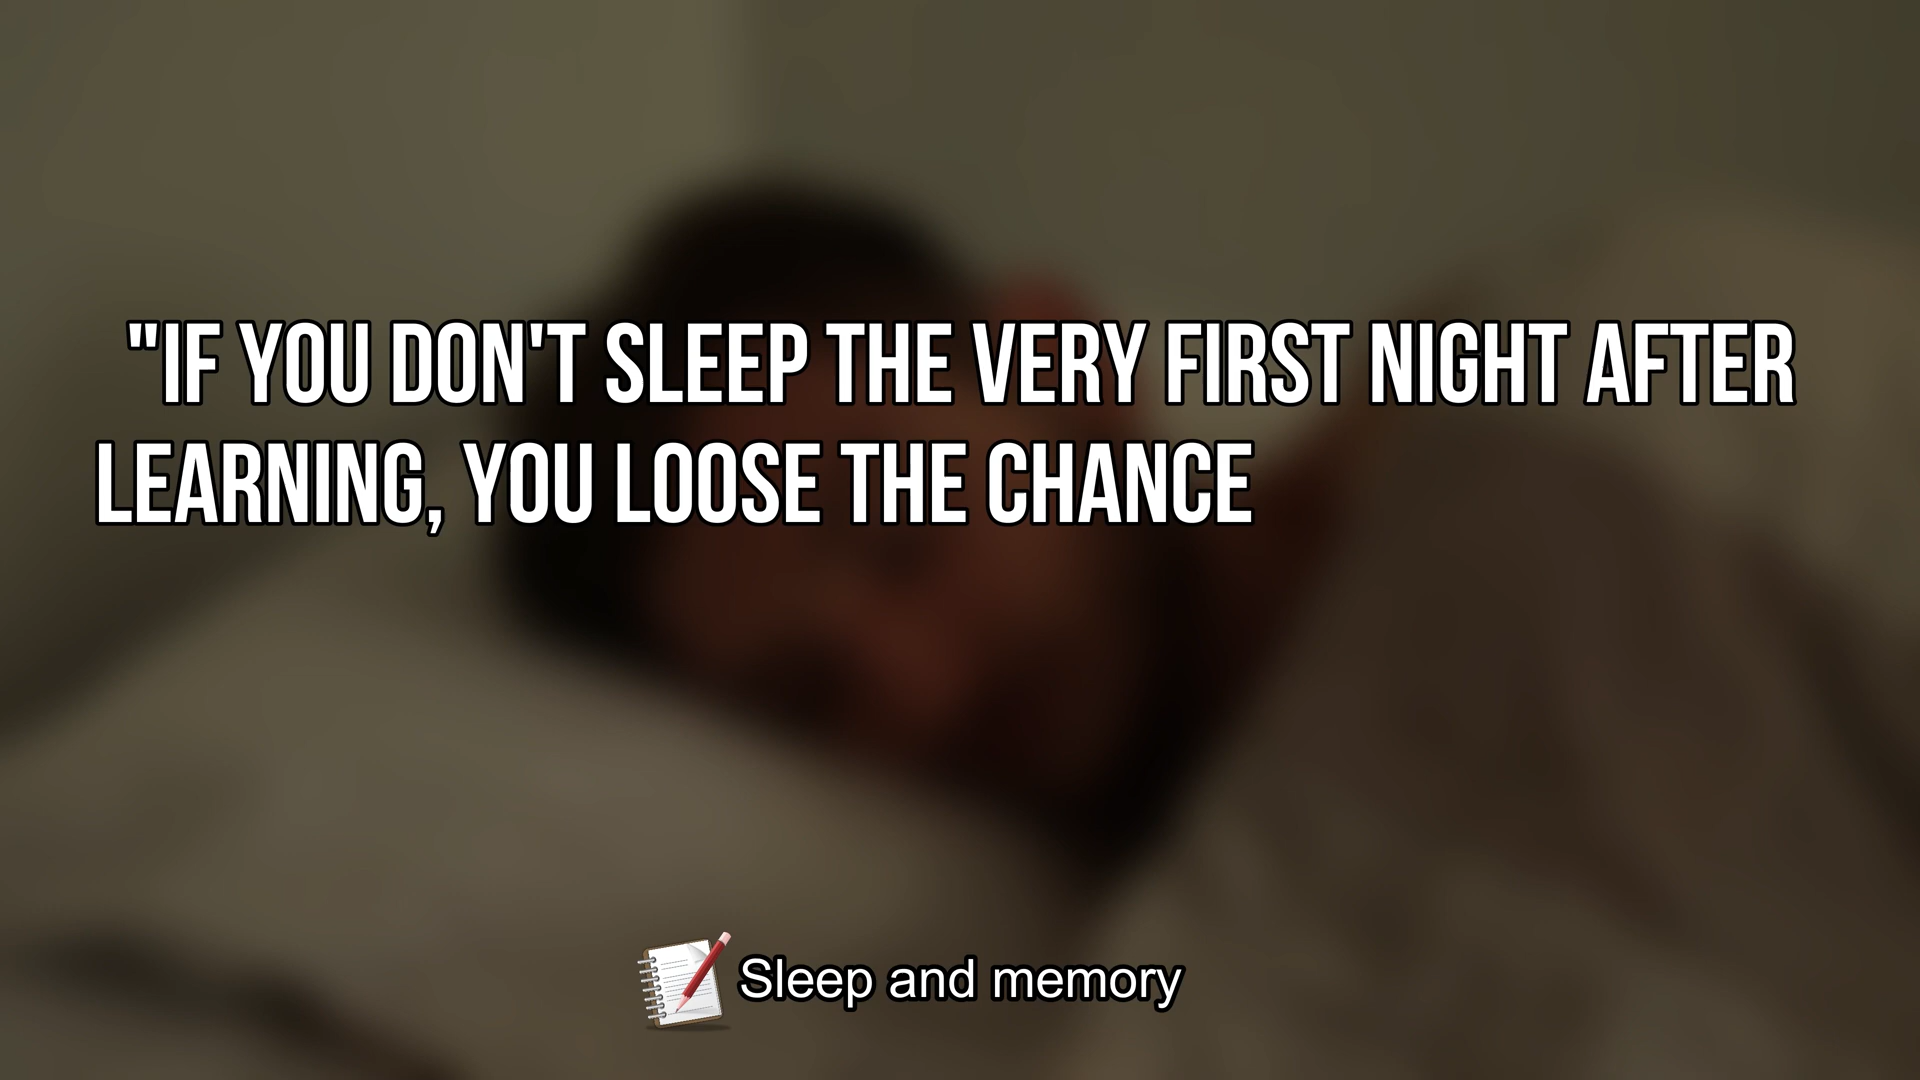 "IF YOU DON'T SLEEP THE VERY FIRST NIGHT AFTER
LEARNING, YOU LOOSE THE CHANCE
Sleep and memory